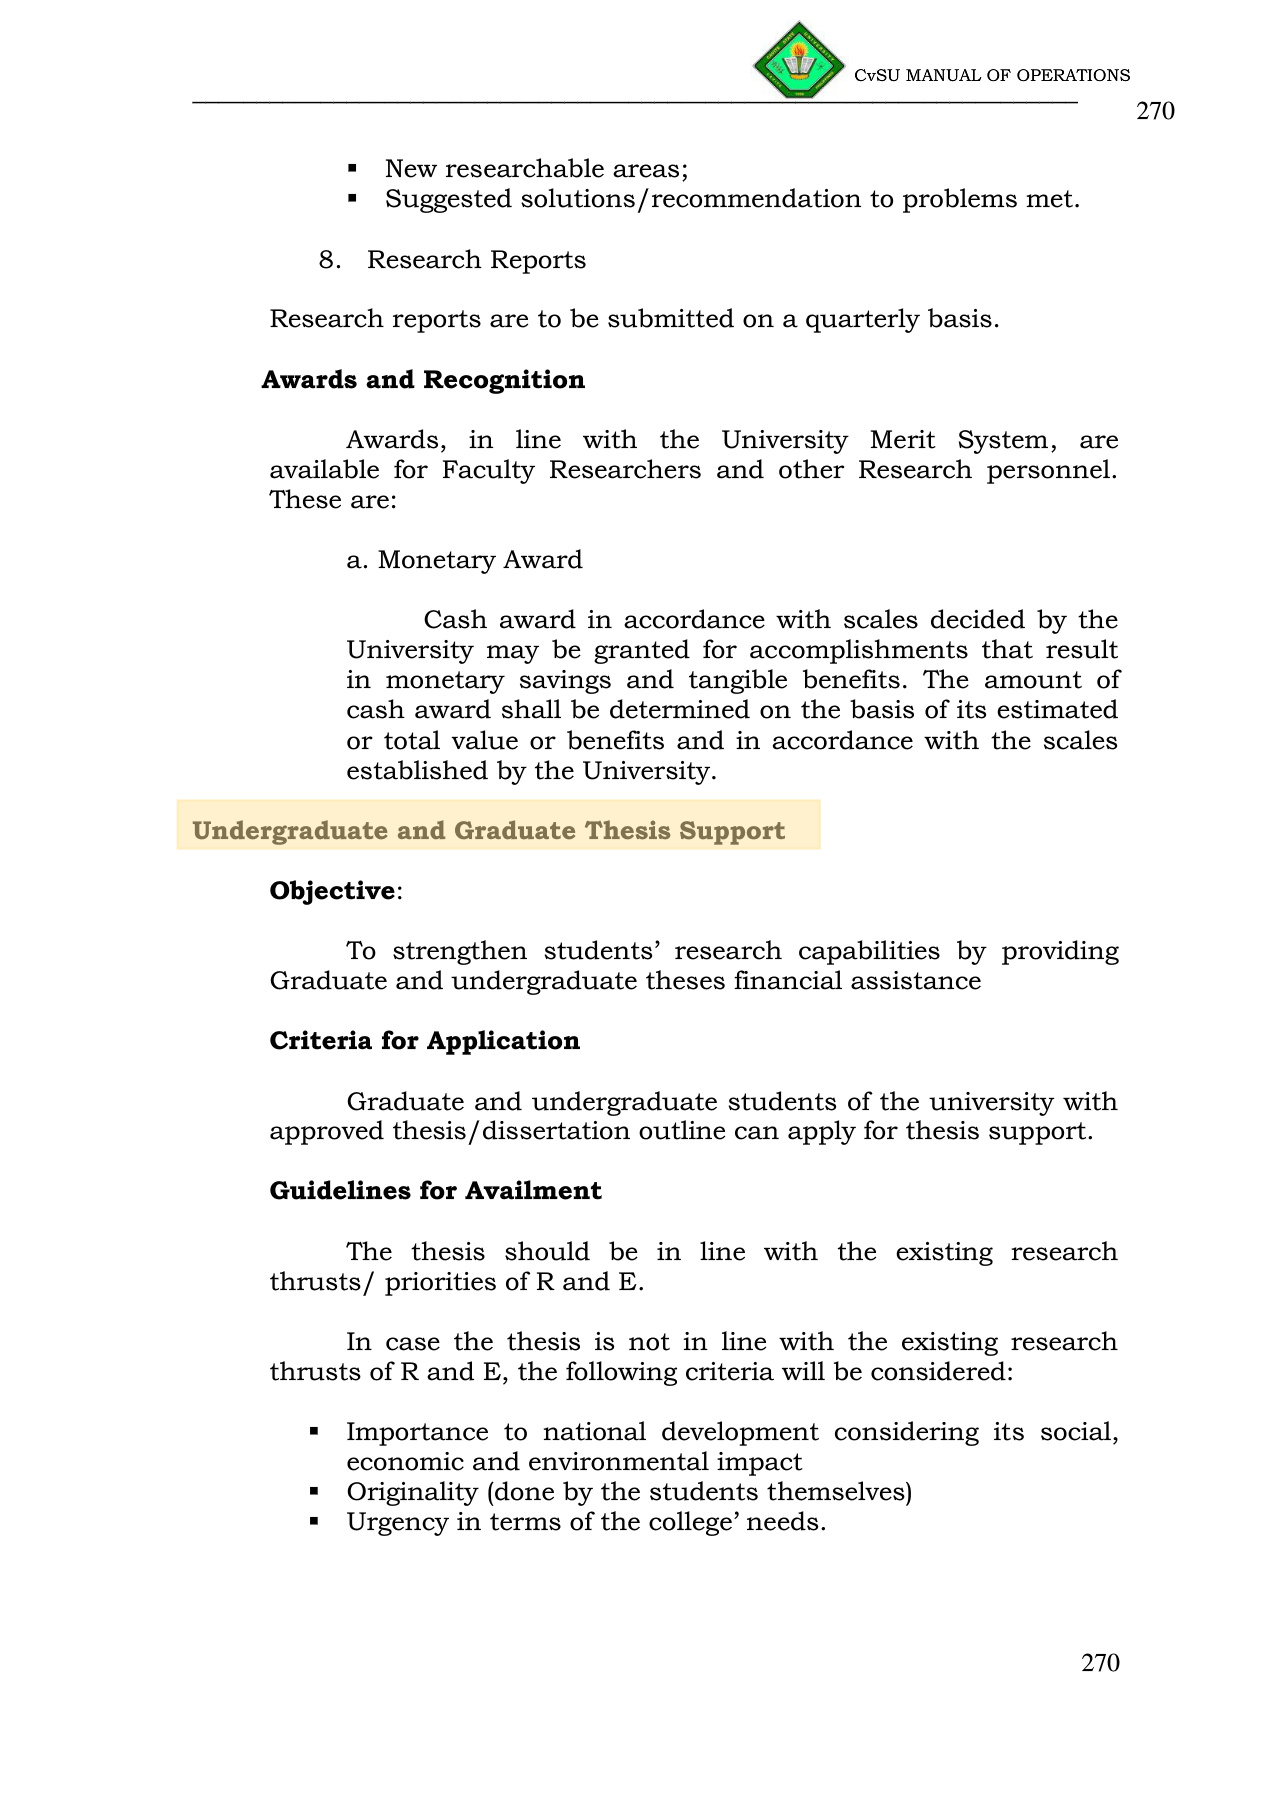 CvSU MANUAL OF OPERATIONS
270
▪ New researchable areas;
▪ Suggested solutions/recommendation to problems met.
8. Research Reports
Research reports are to be submitted on a quarterly basis.
Awards and Recognition
Awards, in line with the University Merit System, are
available for Faculty Researchers and other Research personnel.
These are:
a. Monetary Award
Cash award in accordance with scales decided by the
University may be granted for accomplishments that result
in monetary savings and tangible benefits. The amount of
cash award shall be determined on the basis of its estimated
or total value or benefits and in accordance with the scales
established by the University.
Undergraduate and Graduate Thesis Support
Objective:
To strengthen students’ research capabilities by providing
Graduate and undergraduate theses financial assistance
Criteria for Application
Graduate and undergraduate students of the university with
approved thesis/dissertation outline can apply for thesis support.
Guidelines for Availment
The thesis should be in line with the existing research
thrusts/ priorities of R and E.
In case the thesis is not in line with the existing research
thrusts of R and E, the following criteria will be considered:
▪ Importance to national development considering its social,
economic and environmental impact
▪ Originality (done by the students themselves)
▪ Urgency in terms of the college’ needs.
270